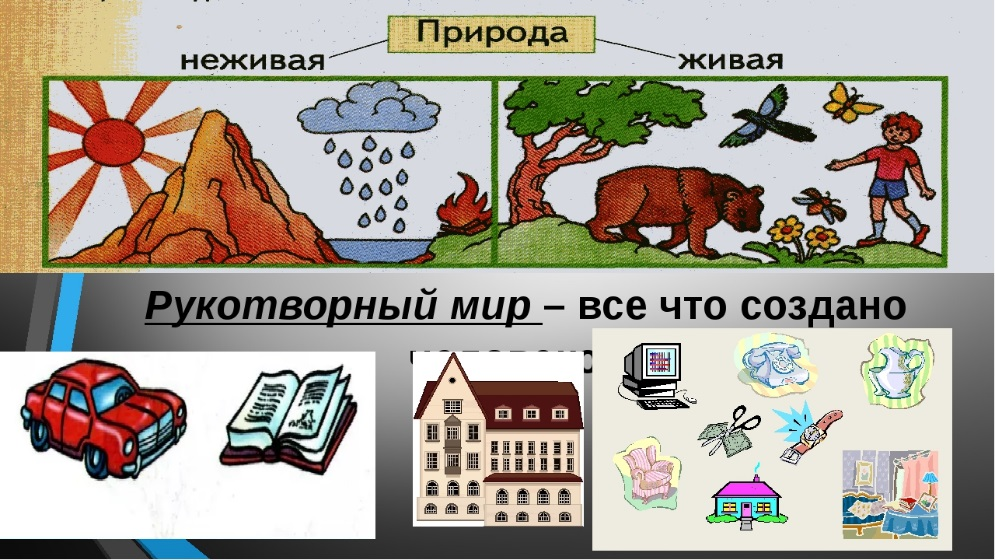 Природа
неживая
живая
Рукотворный мир – все что создано